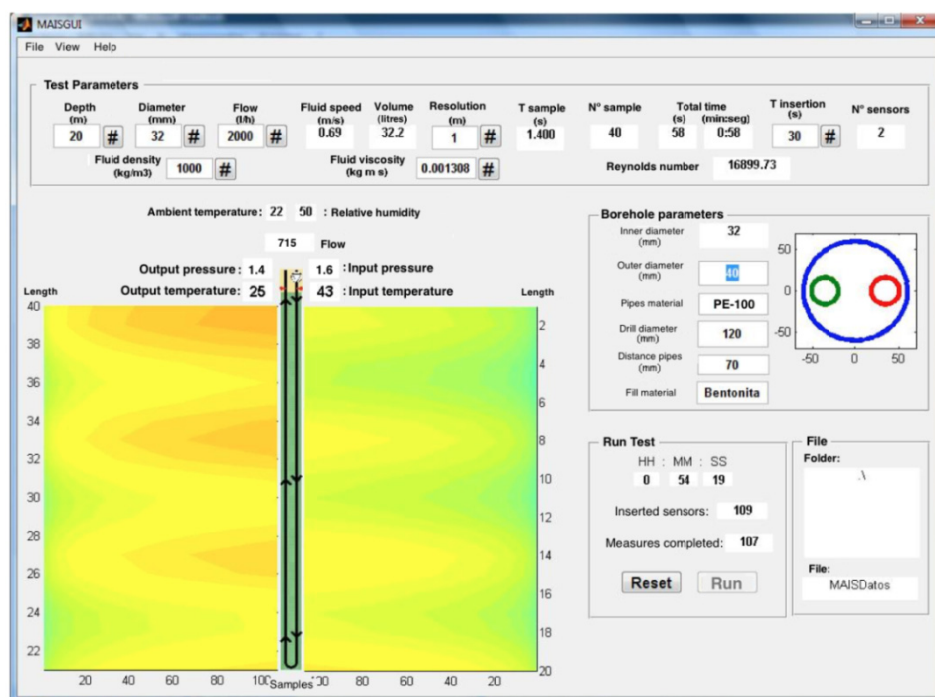 MAISGUI
File View Help
Test Parameters
Depth (m) Diameter (mm) Flow (l/h) Fluid speed (m/s) Volume (litres) Resolution (m) T sample (s) Nº sample Total time (s) (min:seg) T insertion (s) Nº sensors
20 # 32 # 2000 # 0.69 32.2 1 # 1.400 40 58 0:58 30 # 2
Fluid density (kg/m3) 1000 # Fluid viscosity (kg m s) 0.001308 # Reynolds number 16899.73
Ambient temperature: 22 50 : Relative humidity
715 Flow
Output pressure : 1.4 1.6 : Input pressure
Output temperature : 25 43 : Input temperature
Length Length
40 38 36 34 32 30 28 26 24 22
2 4 6 8 10 12 14 16 18 20
20 40 60 80 100 Samples 100 80 60 40 20
Borehole parameters
Inner diameter (mm) 32
Outer diameter (mm) 40
Pipes material PE-100
Drill diameter (mm) 120
Distance pipes (mm) 70
Fill material Bentonita
50
0
-50
-50 0 50
Run Test
HH : MM : SS
0 54 19
Inserted sensors: 109
Measures completed: 107
Reset Run
File
Folder:
.\
File:
MAISDatos